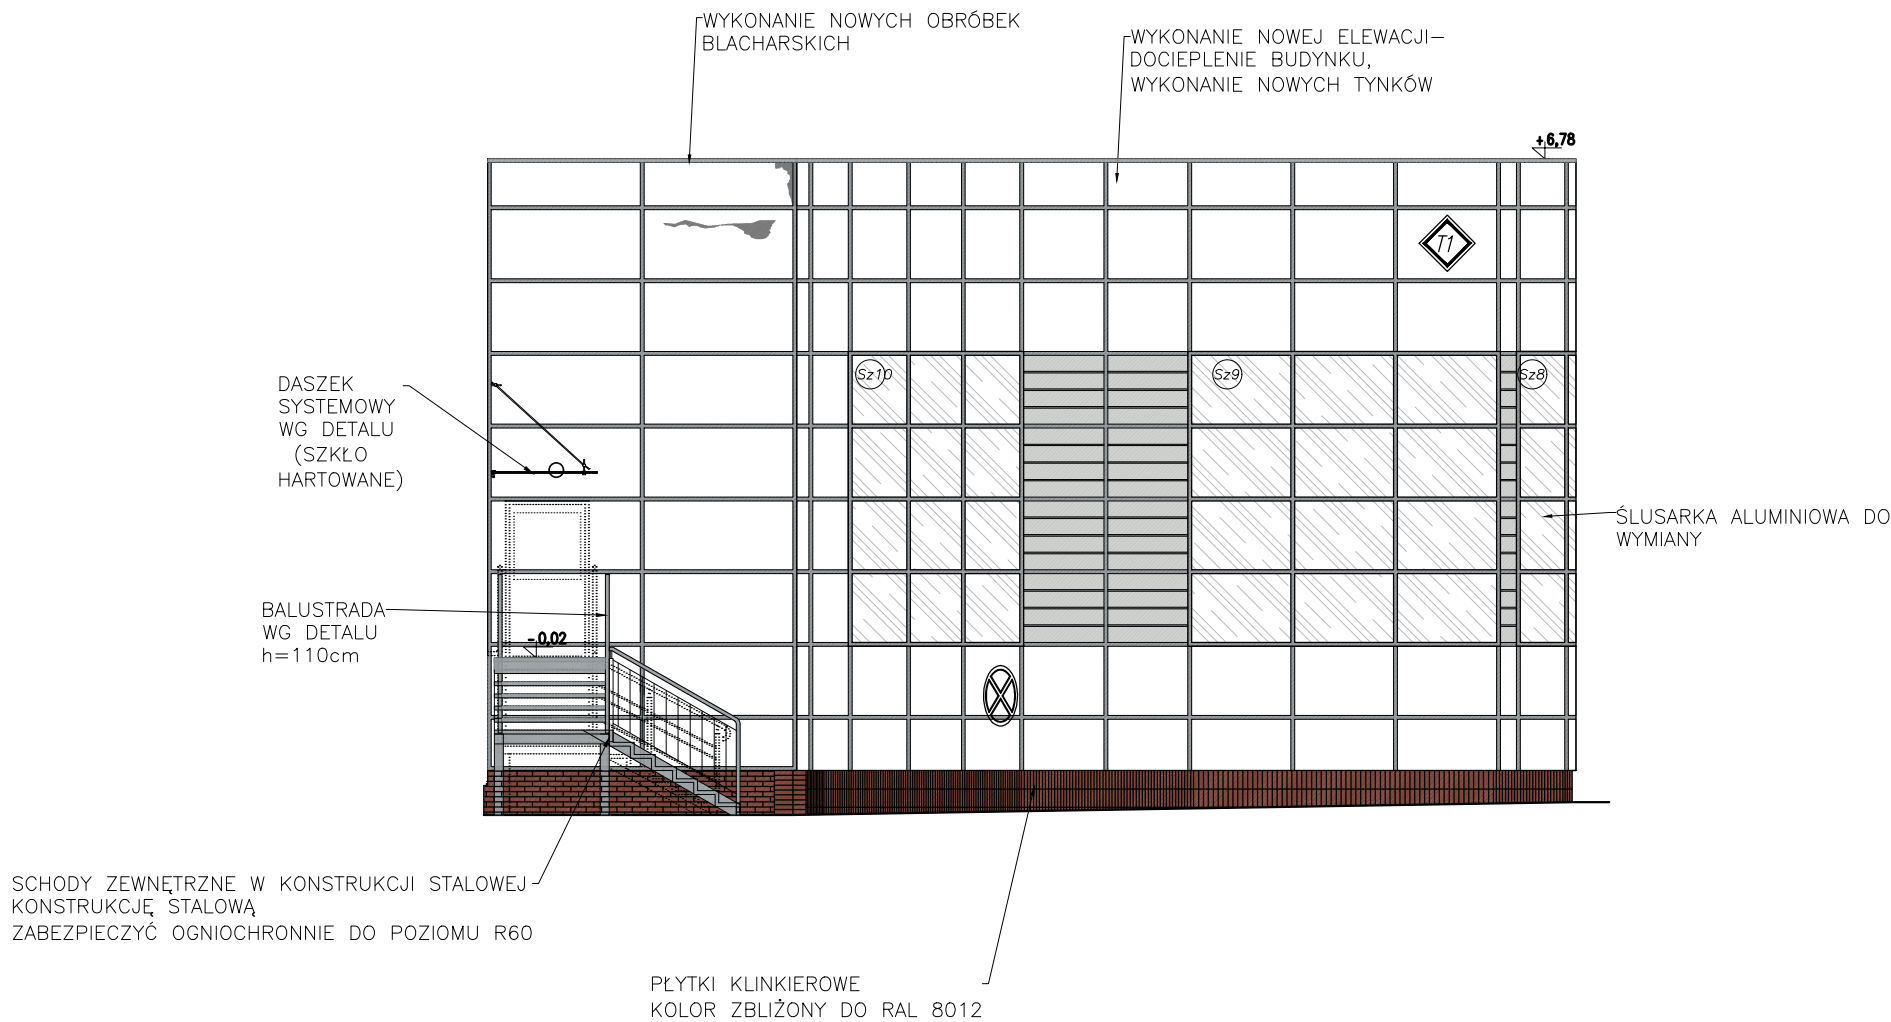 WYKONANIE NOWYCH OBRÓBEK
BLACHARSKICH
WYKONANIE NOWEJ ELEWACJI–
DOCIEPLENIE BUDYNKU,
WYKONANIE NOWYCH TYNKÓW
+6,78
T1
Sz10
Sz9
Sz8
DASZEK
SYSTEMOWY
WG DETALU
(SZKŁO
HARTOWANE)
ŚLUSARKA ALUMINIOWA DO
WYMIANY
BALUSTRADA
WG DETALU
h=110cm
-0,02
SCHODY ZEWNĘTRZNE W KONSTRUKCJI STALOWEJ
KONSTRUKCJĘ STALOWĄ
ZABEZPIECZYĆ OGNIOCHRONNIE DO POZIOMU R60
PŁYTKI KLINKIEROWE
KOLOR ZBLIŻONY DO RAL 8012